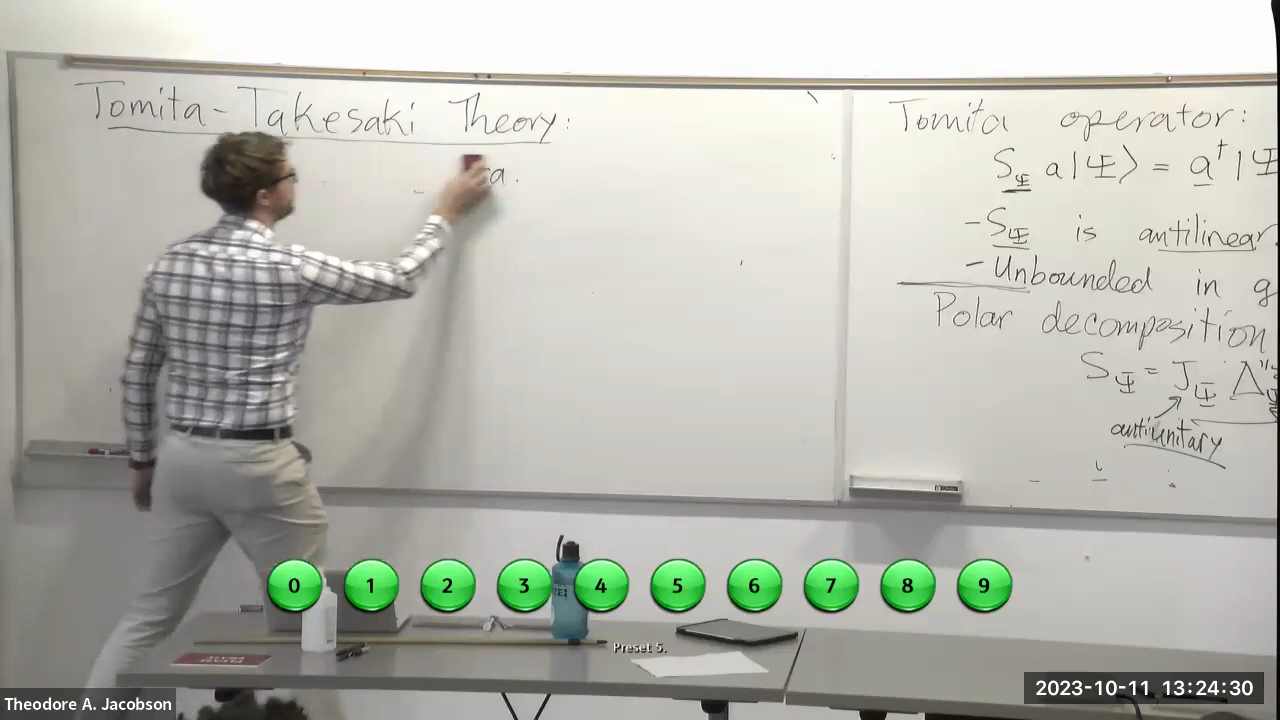 Tomita-Takesaki Theory:
ra.
Tomita operator:
S_Ψ a|Ψ⟩ = a† |Ψ
- S_Ψ is antilinear
- Unbounded in g
Polar decomposition
S_Ψ = J_Ψ Δ
antiunitary
0 1 2 3 4 5 6 7 8 9
Preset 5.
Theodore A. Jacobson
2023-10-11 13:24:30